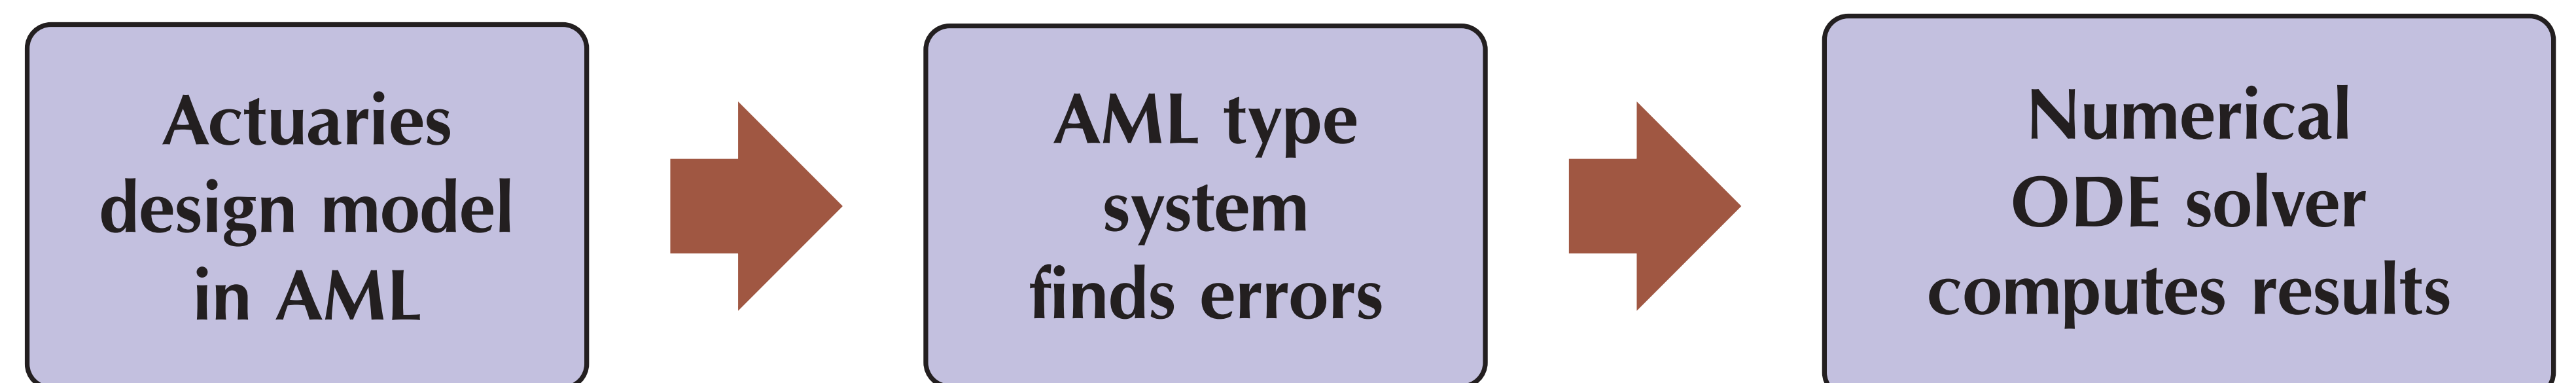 Actuaries
design model
in AML
AML type
system
finds errors
Numerical
ODE solver
computes results